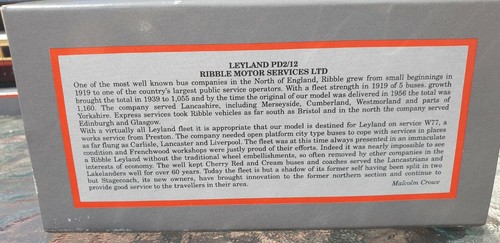 LEYLAND PD2/12
RIBBLE MOTOR SERVICES LTD
One of the most well known bus companies in the North of England, Ribble grew from small beginnings in
1919 to one of the country's largest public service operators. With a fleet strength in 1919 of 5 buses. growth
brought the total in 1939 to 1,055 and by the time the original of our model was delivered in 1956 the total was
1,160. The company served Lancashire, including Merseyside, Cumberland, Westmorland and parts of
Yorkshire. Express services took Ribble vehicles as far south as Bristol and in the north the company served
Edinburgh and Glasgow.
With a virtually all Leyland fleet it is appropriate that our model is destined for Leyland on service W77, a
works service from Preston. The company needed open platform city type buses to cope with services in places
as far flung as Carlisle, Lancaster and Liverpool. The fleet was at this time always presented in an immaculate
condition and Frenchwood workshops were justly proud of their efforts. Indeed it was nearly impossible to see
a Ribble Leyland without the traditional wheel embellishments, so often removed by other companies in the
interests of economy. The well kept Cherry Red and Cream buses and coaches served the Lancastrians and
Lakelanders well for over 60 years. Today the fleet is but a shadow of its former self having been split in two
but Stagecoach, its new owners, have brought innovation to the former northern section and continue to
provide good service to the travellers in their area.
Malcolm Crowe